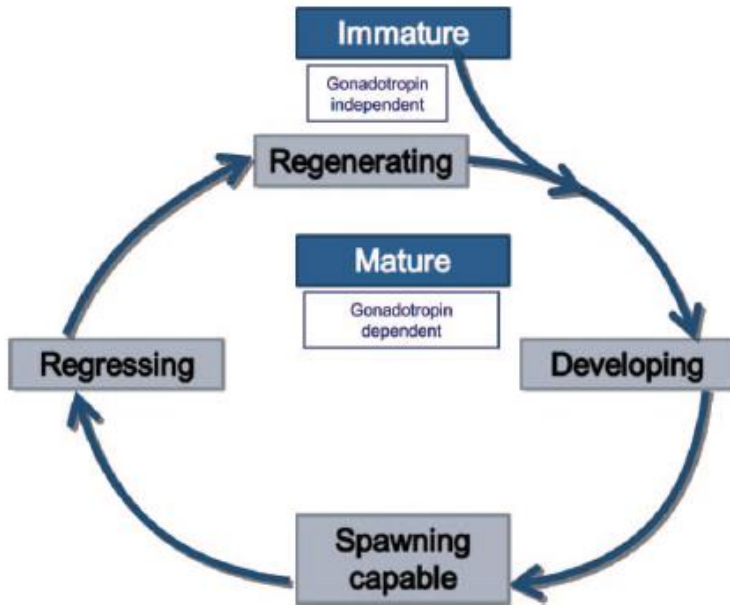 Immature
Gonadotropin
independent
Regenerating
Mature
Gonadotropin
dependent
Regressing
Developing
Spawning
capable